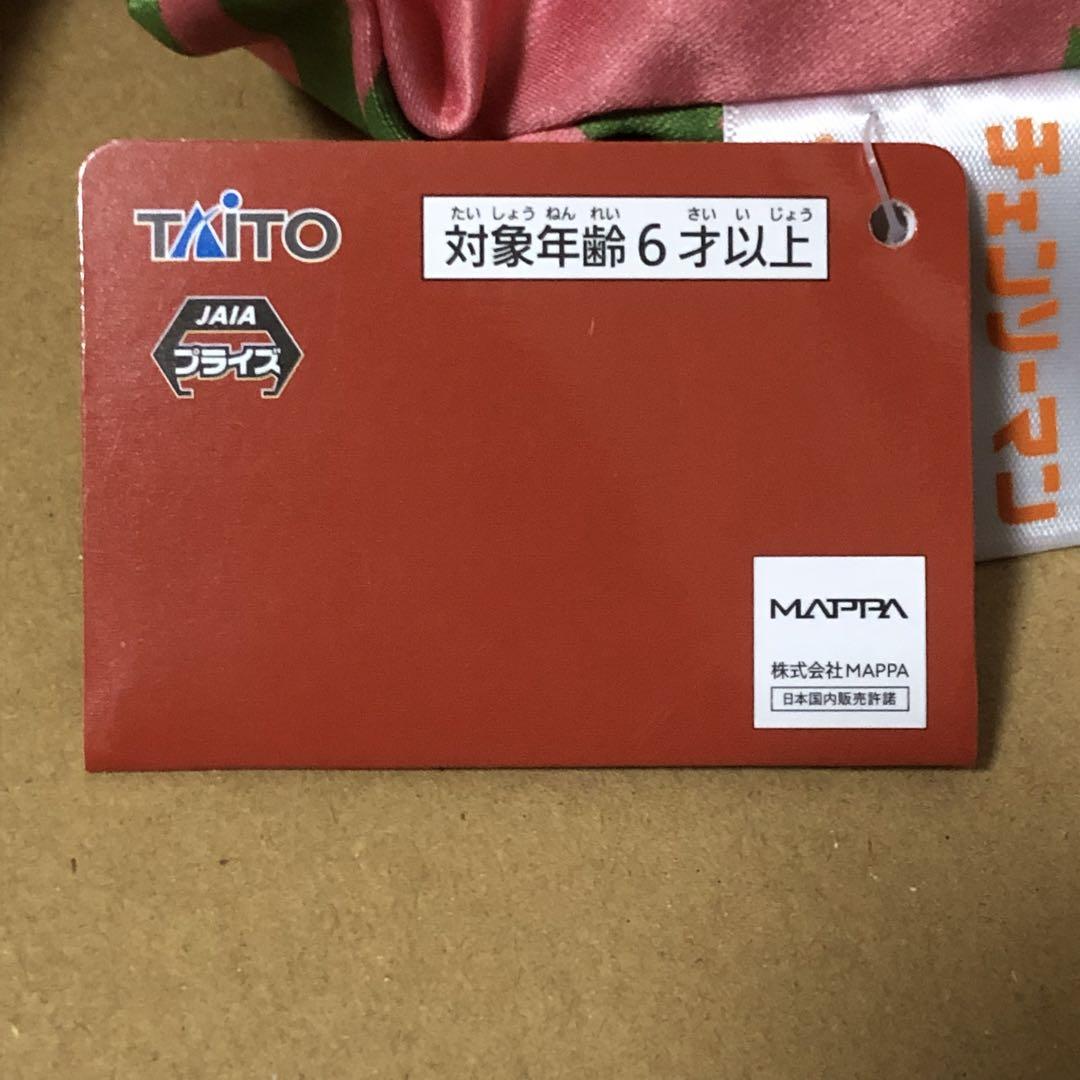 TAITO
たいしょうねんれい さいいじょう
対象年齢6才以上
JAIA
プライズ
チェンソーマン
MAPPA
株式会社MAPPA
日本国内販売許諾